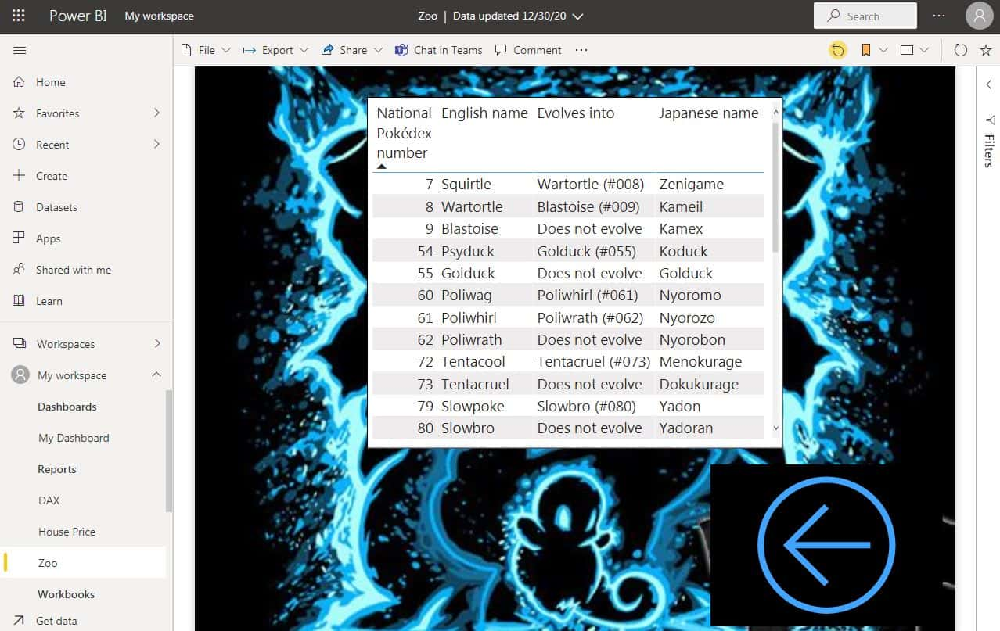 Power BI My workspace Zoo | Data updated 12/30/20 Search
File Export Share Chat in Teams Comment
Home
Favorites
Recent
Create
Datasets
Apps
Shared with me
Learn
Workspaces
My workspace
Dashboards
My Dashboard
Reports
DAX
House Price
Zoo
Workbooks
Get data
National Pokédex number English name Evolves into Japanese name
7 Squirtle Wartortle (#008) Zenigame
8 Wartortle Blastoise (#009) Kameil
9 Blastoise Does not evolve Kamex
54 Psyduck Golduck (#055) Koduck
55 Golduck Does not evolve Golduck
60 Poliwag Poliwhirl (#061) Nyoromo
61 Poliwhirl Poliwrath (#062) Nyorozo
62 Poliwrath Does not evolve Nyorobon
72 Tentacool Tentacruel (#073) Menokurage
73 Tentacruel Does not evolve Dokukurage
79 Slowpoke Slowbro (#080) Yadon
80 Slowbro Does not evolve Yadoran
Filters